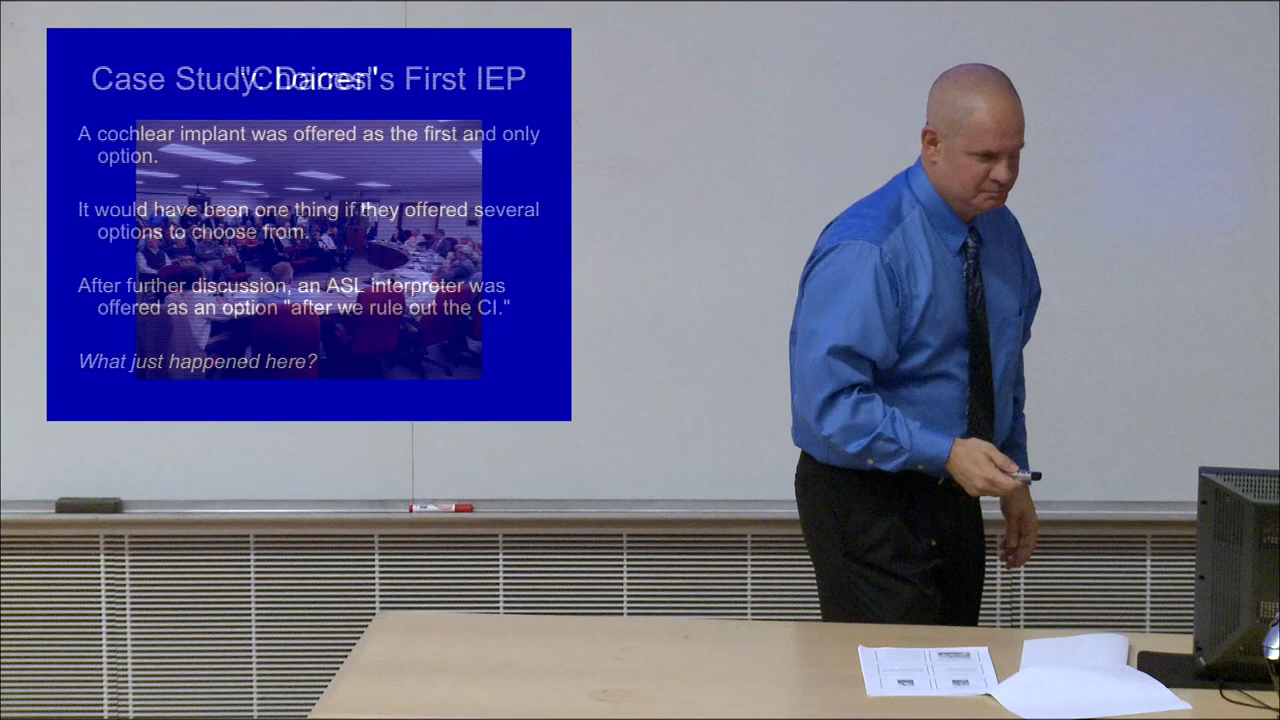 "Choices"
Case Study: First IEP
A cochlear implant was offered as the first and only
option.
It would have been one thing if they offered several
options to choose from.
After further discussion, an ASL interpreter was
offered as an option "after we rule out the CI."
What just happened here?